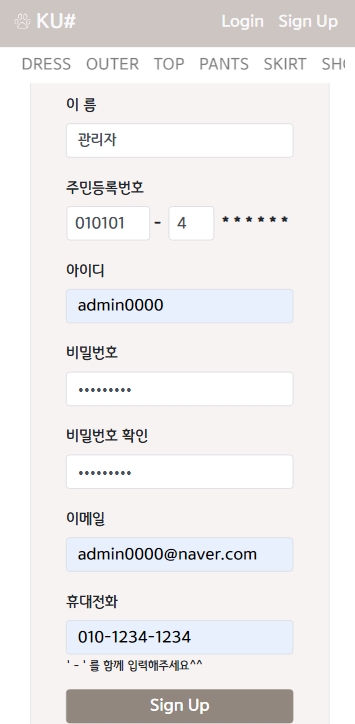 KU# Login Sign Up
DRESS OUTER TOP PANTS SKIRT
이 름
관리자
주민등록번호
010101 - 4 ******
아이디
admin0000
비밀번호
•••••••••
비밀번호 확인
•••••••••
이메일
admin0000@naver.com
휴대전화
010-1234-1234
' - ' 를 함께 입력해주세요^^
Sign Up